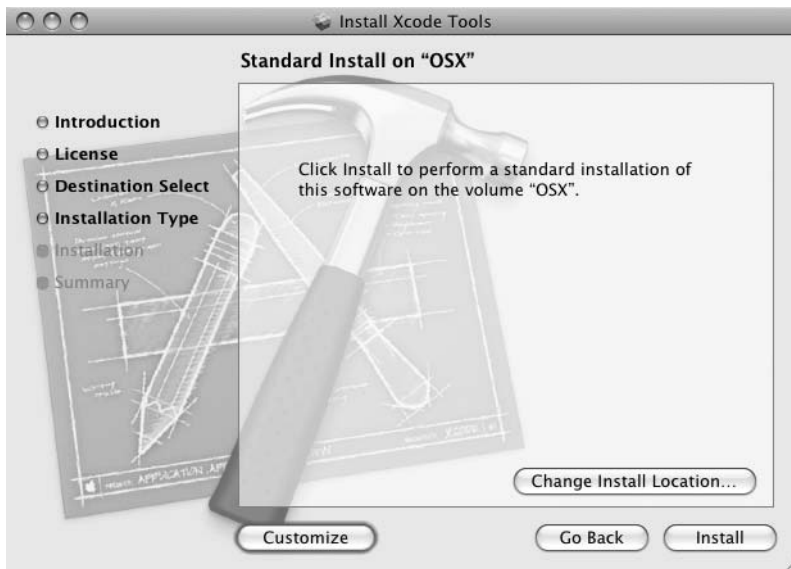 Install Xcode Tools
Standard Install on “OSX”
Introduction
License
Destination Select
Installation Type
Installation
Summary
Click Install to perform a standard installation of
this software on the volume “OSX”.
APPLICATION
Change Install Location...
Customize
Go Back
Install